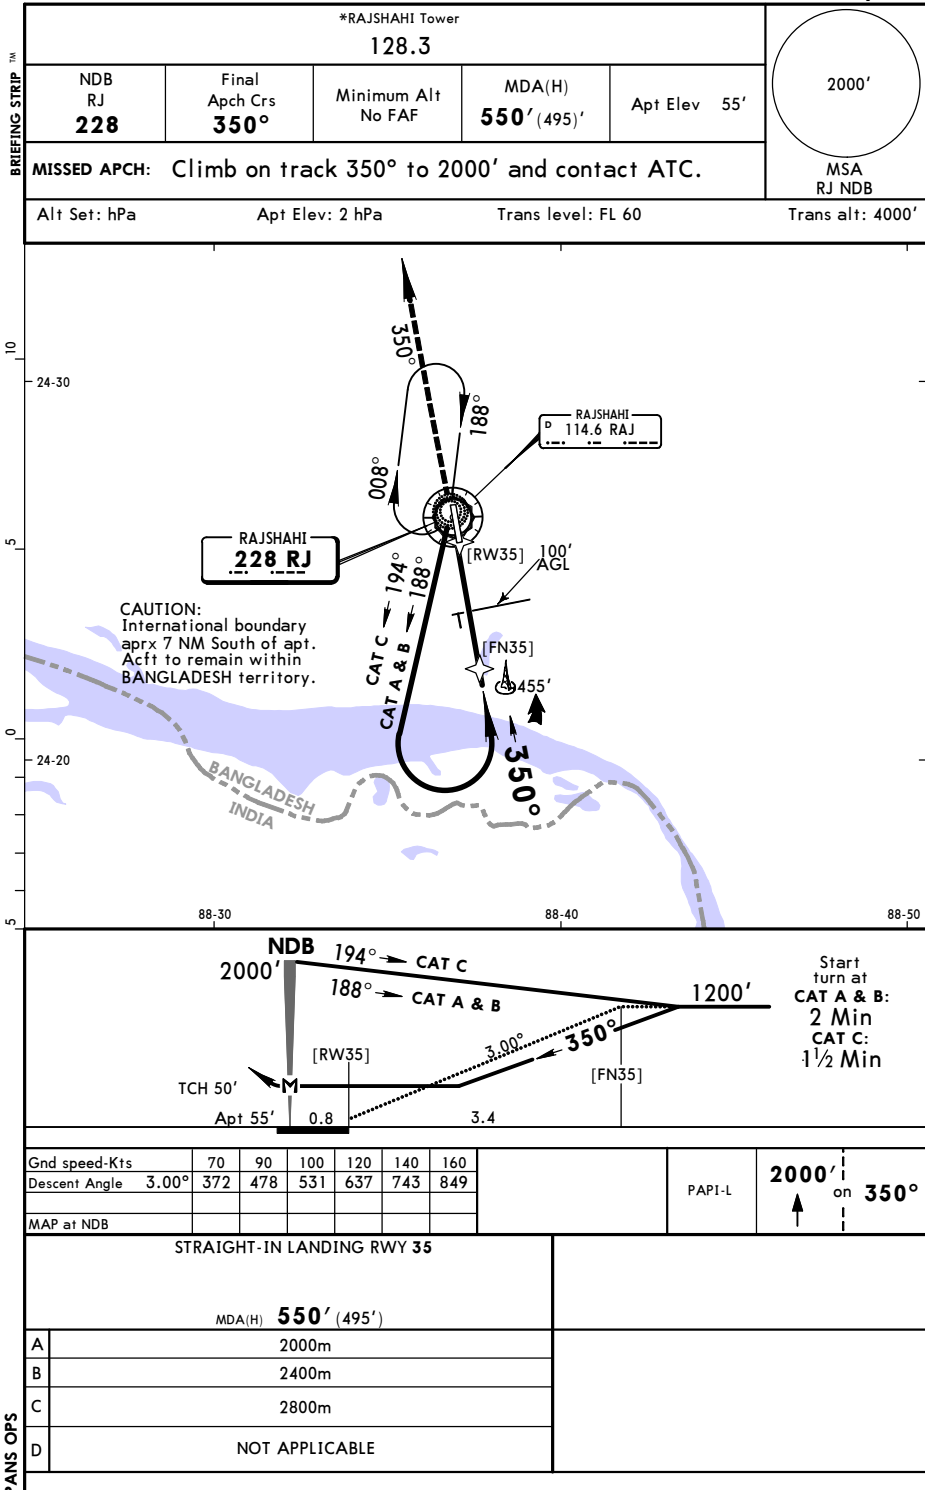 *RAJSHAHI Tower
128.3
BRIEFING STRIP TM
NDB
RJ
228
Final
Apch Crs
350°
Minimum Alt
No FAF
MDA(H)
550' (495)'
Apt Elev 55'
2000'
MSA
RJ NDB
MISSED APCH: Climb on track 350° to 2000' and contact ATC.
Alt Set: hPa Apt Elev: 2 hPa Trans level: FL 60 Trans alt: 4000'
350°
10
24-30
188°
RAJSHAHI
D 114.6 RAJ
008°
RAJSHAHI
228 RJ
5
[RW35]
100'
AGL
194°
188°
CAT C
CAT A & B
CAUTION:
International boundary
aprx 7 NM South of apt.
Acft to remain within
BANGLADESH territory.
[FN35]
455'
0
24-20
350°
BANGLADESH
INDIA
5
88-30 88-40 88-50
NDB
2000'
194° CAT C
188° CAT A & B
1200'
Start
turn at
CAT A & B:
2 Min
CAT C:
1½ Min
3.00°
350°
[RW35]
[FN35]
TCH 50'
M
Apt 55' 0.8 3.4
Gnd speed-Kts 70 90 100 120 140 160
Descent Angle 3.00° 372 478 531 637 743 849
MAP at NDB
PAPI-L
2000' on 350°
STRAIGHT-IN LANDING RWY 35
MDA(H) 550' (495')
A 2000m
B 2400m
C 2800m
D NOT APPLICABLE
PANS OPS